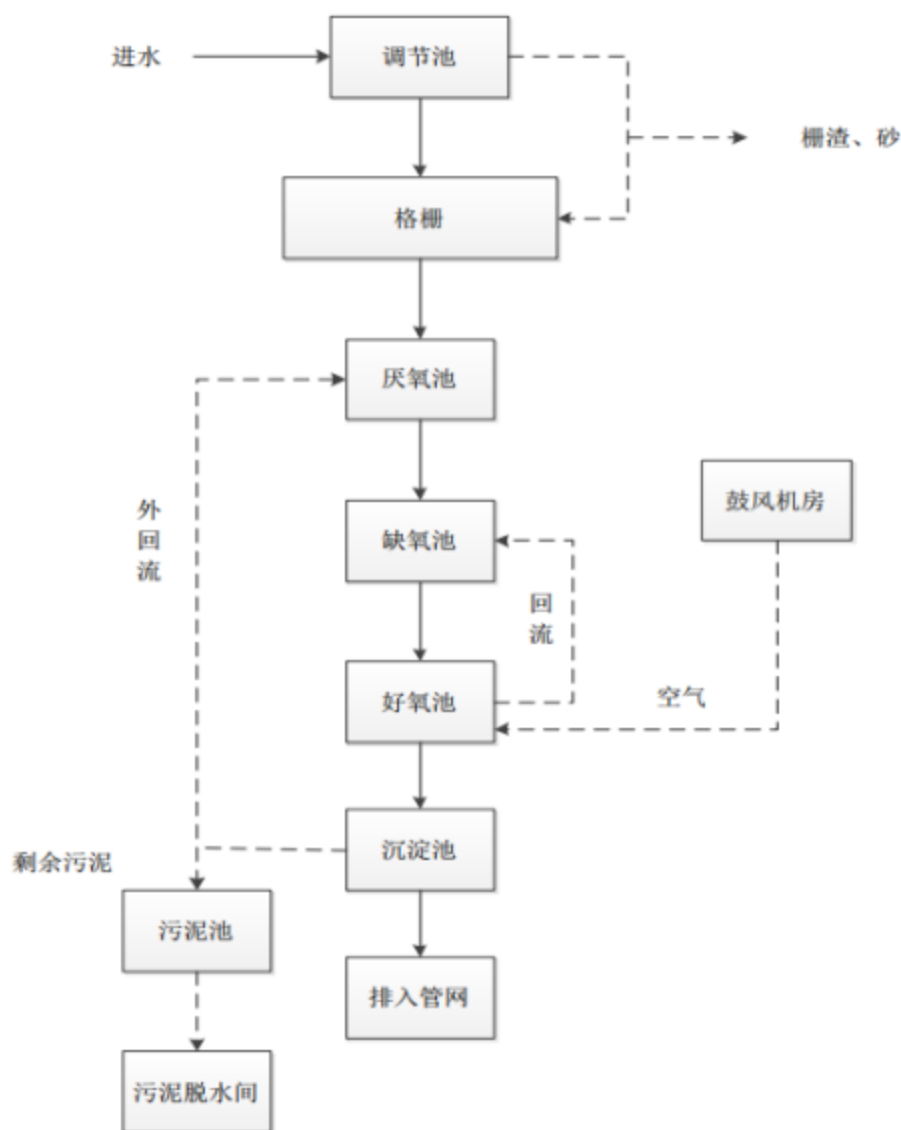 进水
调节池
栅渣、砂
格栅
厌氧池
外
回
流
缺氧池
鼓风机房
回
流
好氧池
空气
沉淀池
剩余污泥
污泥池
排入管网
污泥脱水间